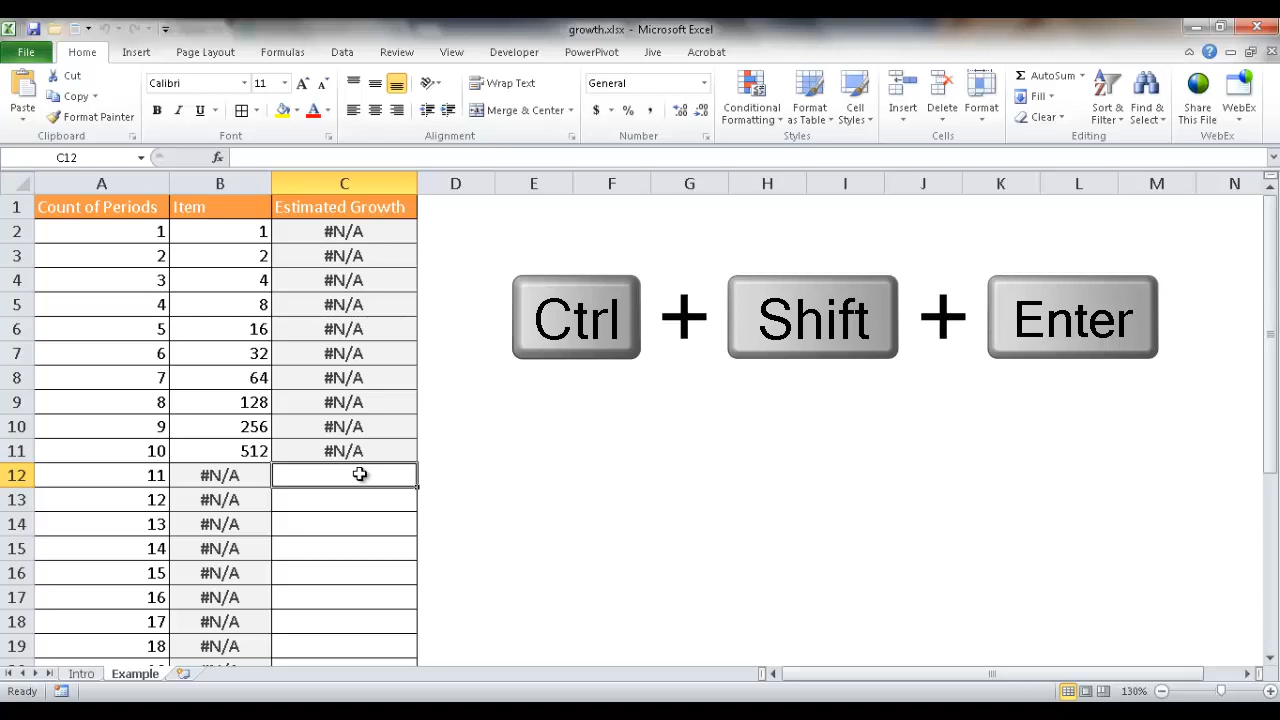 growth.xlsx - Microsoft Excel
File Home Insert Page Layout Formulas Data Review View Developer PowerPivot Jive Acrobat
Paste
Cut
Copy
Format Painter
Clipboard
Calibri 11
B I U
Font
Wrap Text
Merge & Center
Alignment
General
$ % ,
Number
Conditional Formatting
Format as Table
Cell Styles
Styles
Insert
Delete
Format
Cells
AutoSum
Fill
Clear
Sort & Filter
Find & Select
Editing
Share This File
WebEx
WebEx
C12 fx
A B C D E F G H I J K L M N
1 Count of Periods Item Estimated Growth
2 1 1 #N/A
3 2 2 #N/A
4 3 4 #N/A
5 4 8 #N/A
6 5 16 #N/A
7 6 32 #N/A
8 7 64 #N/A
9 8 128 #N/A
10 9 256 #N/A
11 10 512 #N/A
12 11 #N/A
13 12 #N/A
14 13 #N/A
15 14 #N/A
16 15 #N/A
17 16 #N/A
18 17 #N/A
19 18 #N/A
Ctrl + Shift + Enter
Intro Example
Ready 130%